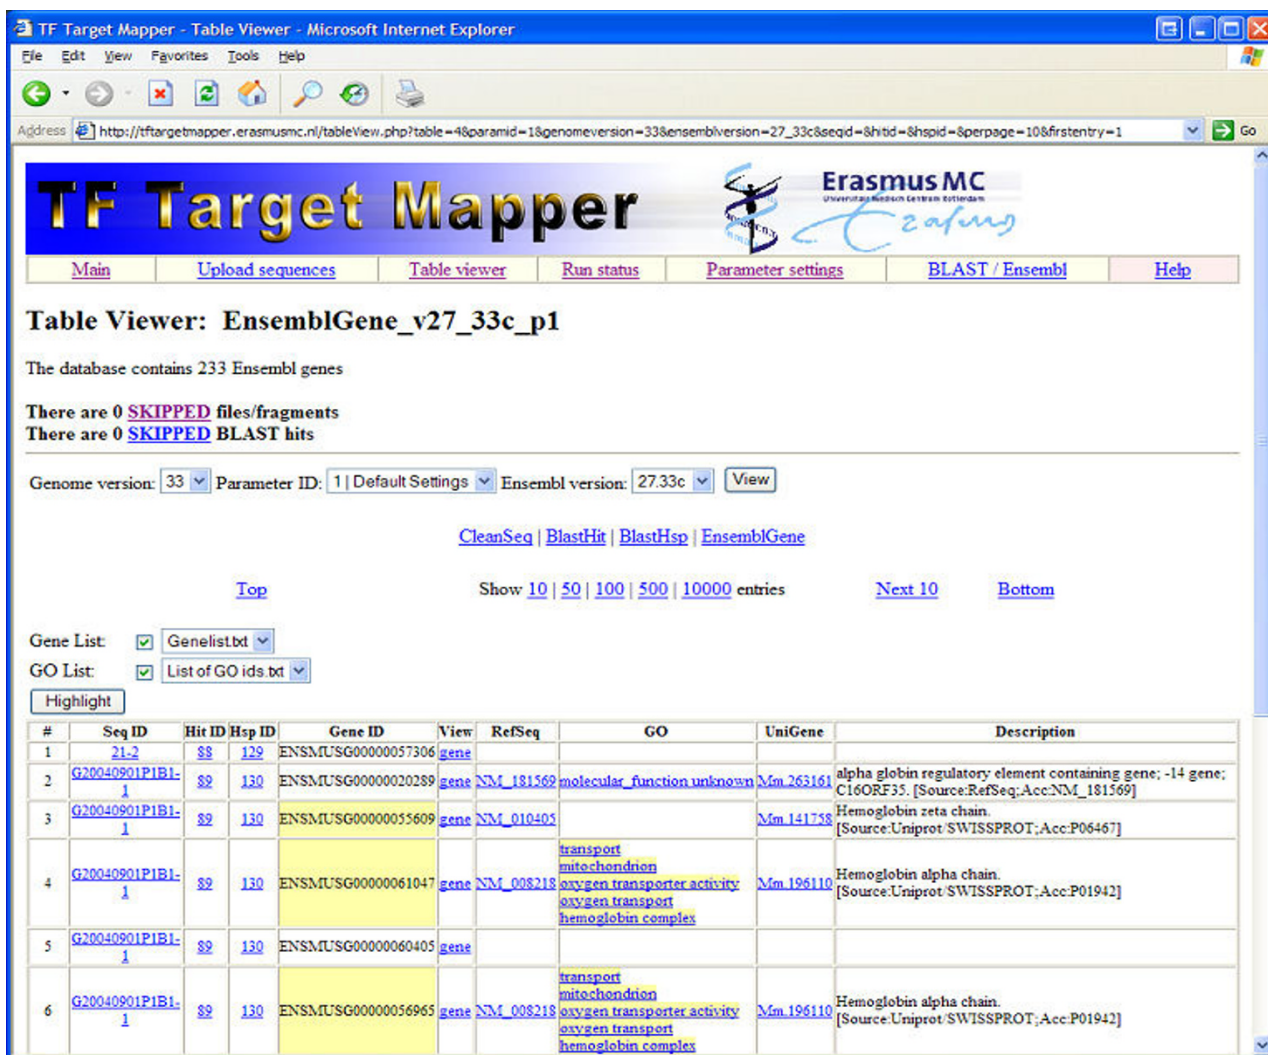 TF Target Mapper - Table Viewer - Microsoft Internet Explorer
File Edit View Favorites Tools Help
Address http://tftargetmapper.erasmusmc.nl/tableView.php?table=4&paramid=1&genomeversion=33&ensemblversion=27_33c&seqid=&hitid=&hspid=&perpage=10&firstentry=1 Go
TF Target Mapper
Erasmus MC
Universitair Medisch Centrum Rotterdam
Erasmus
Main Upload sequences Table viewer Run status Parameter settings BLAST / Ensembl Help
Table Viewer: EnsemblGene_v27_33c_p1
The database contains 233 Ensembl genes
There are 0 SKIPPED files/fragments
There are 0 SKIPPED BLAST hits
Genome version: 33 Parameter ID: 1 | Default Settings Ensembl version: 27.33c View
CleanSeq | BlastHit | BlastHsp | EnsemblGene
Top Show 10 | 50 | 100 | 500 | 10000 entries Next 10 Bottom
Gene List: Genelist.txt
GO List: List of GO ids.txt
Highlight
# Seq ID Hit ID Hsp ID Gene ID View RefSeq GO UniGene Description
1 21-2 88 129 ENSMUSG00000057306 gene
2 G20040901P1B1-1 89 130 ENSMUSG00000020289 gene NM_181569 molecular_function unknown Mm.263161 alpha globin regulatory element containing gene; -14 gene;
C16ORF35. [Source:RefSeq;Acc:NM_181569]
3 G20040901P1B1-1 89 130 ENSMUSG00000055609 gene NM_010405 Mm.141758 Hemoglobin zeta chain.
[Source:Uniprot/SWISSPROT;Acc:P06467]
4 G20040901P1B1-1 89 130 ENSMUSG00000061047 gene NM_008218
transport
mitochondrion
oxygen transporter activity
oxygen transport
hemoglobin complex
Mm.196110 Hemoglobin alpha chain.
[Source:Uniprot/SWISSPROT;Acc:P01942]
5 G20040901P1B1-1 89 130 ENSMUSG00000060405 gene
6 G20040901P1B1-1 89 130 ENSMUSG00000056965 gene NM_008218
transport
mitochondrion
oxygen transporter activity
oxygen transport
hemoglobin complex
Mm.196110 Hemoglobin alpha chain.
[Source:Uniprot/SWISSPROT;Acc:P01942]